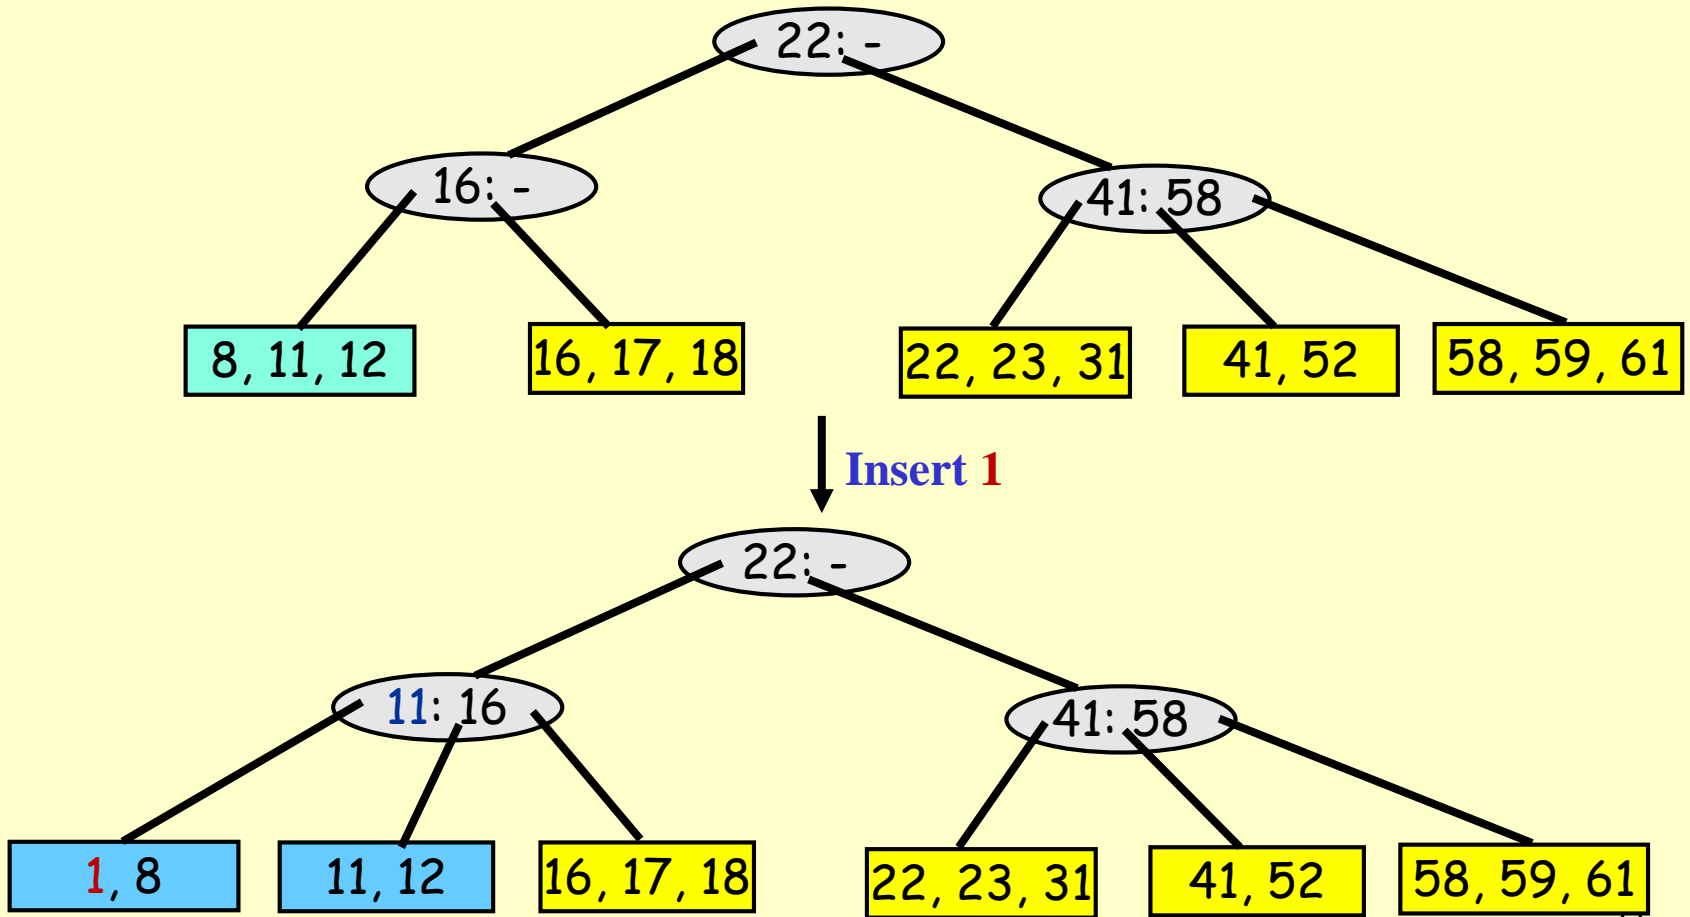 22: -
16: -
41: 58
8, 11, 12
16, 17, 18
22, 23, 31
41, 52
58, 59, 61
Insert 1
22: -
11: 16
41: 58
1, 8
11, 12
16, 17, 18
22, 23, 31
41, 52
58, 59, 61